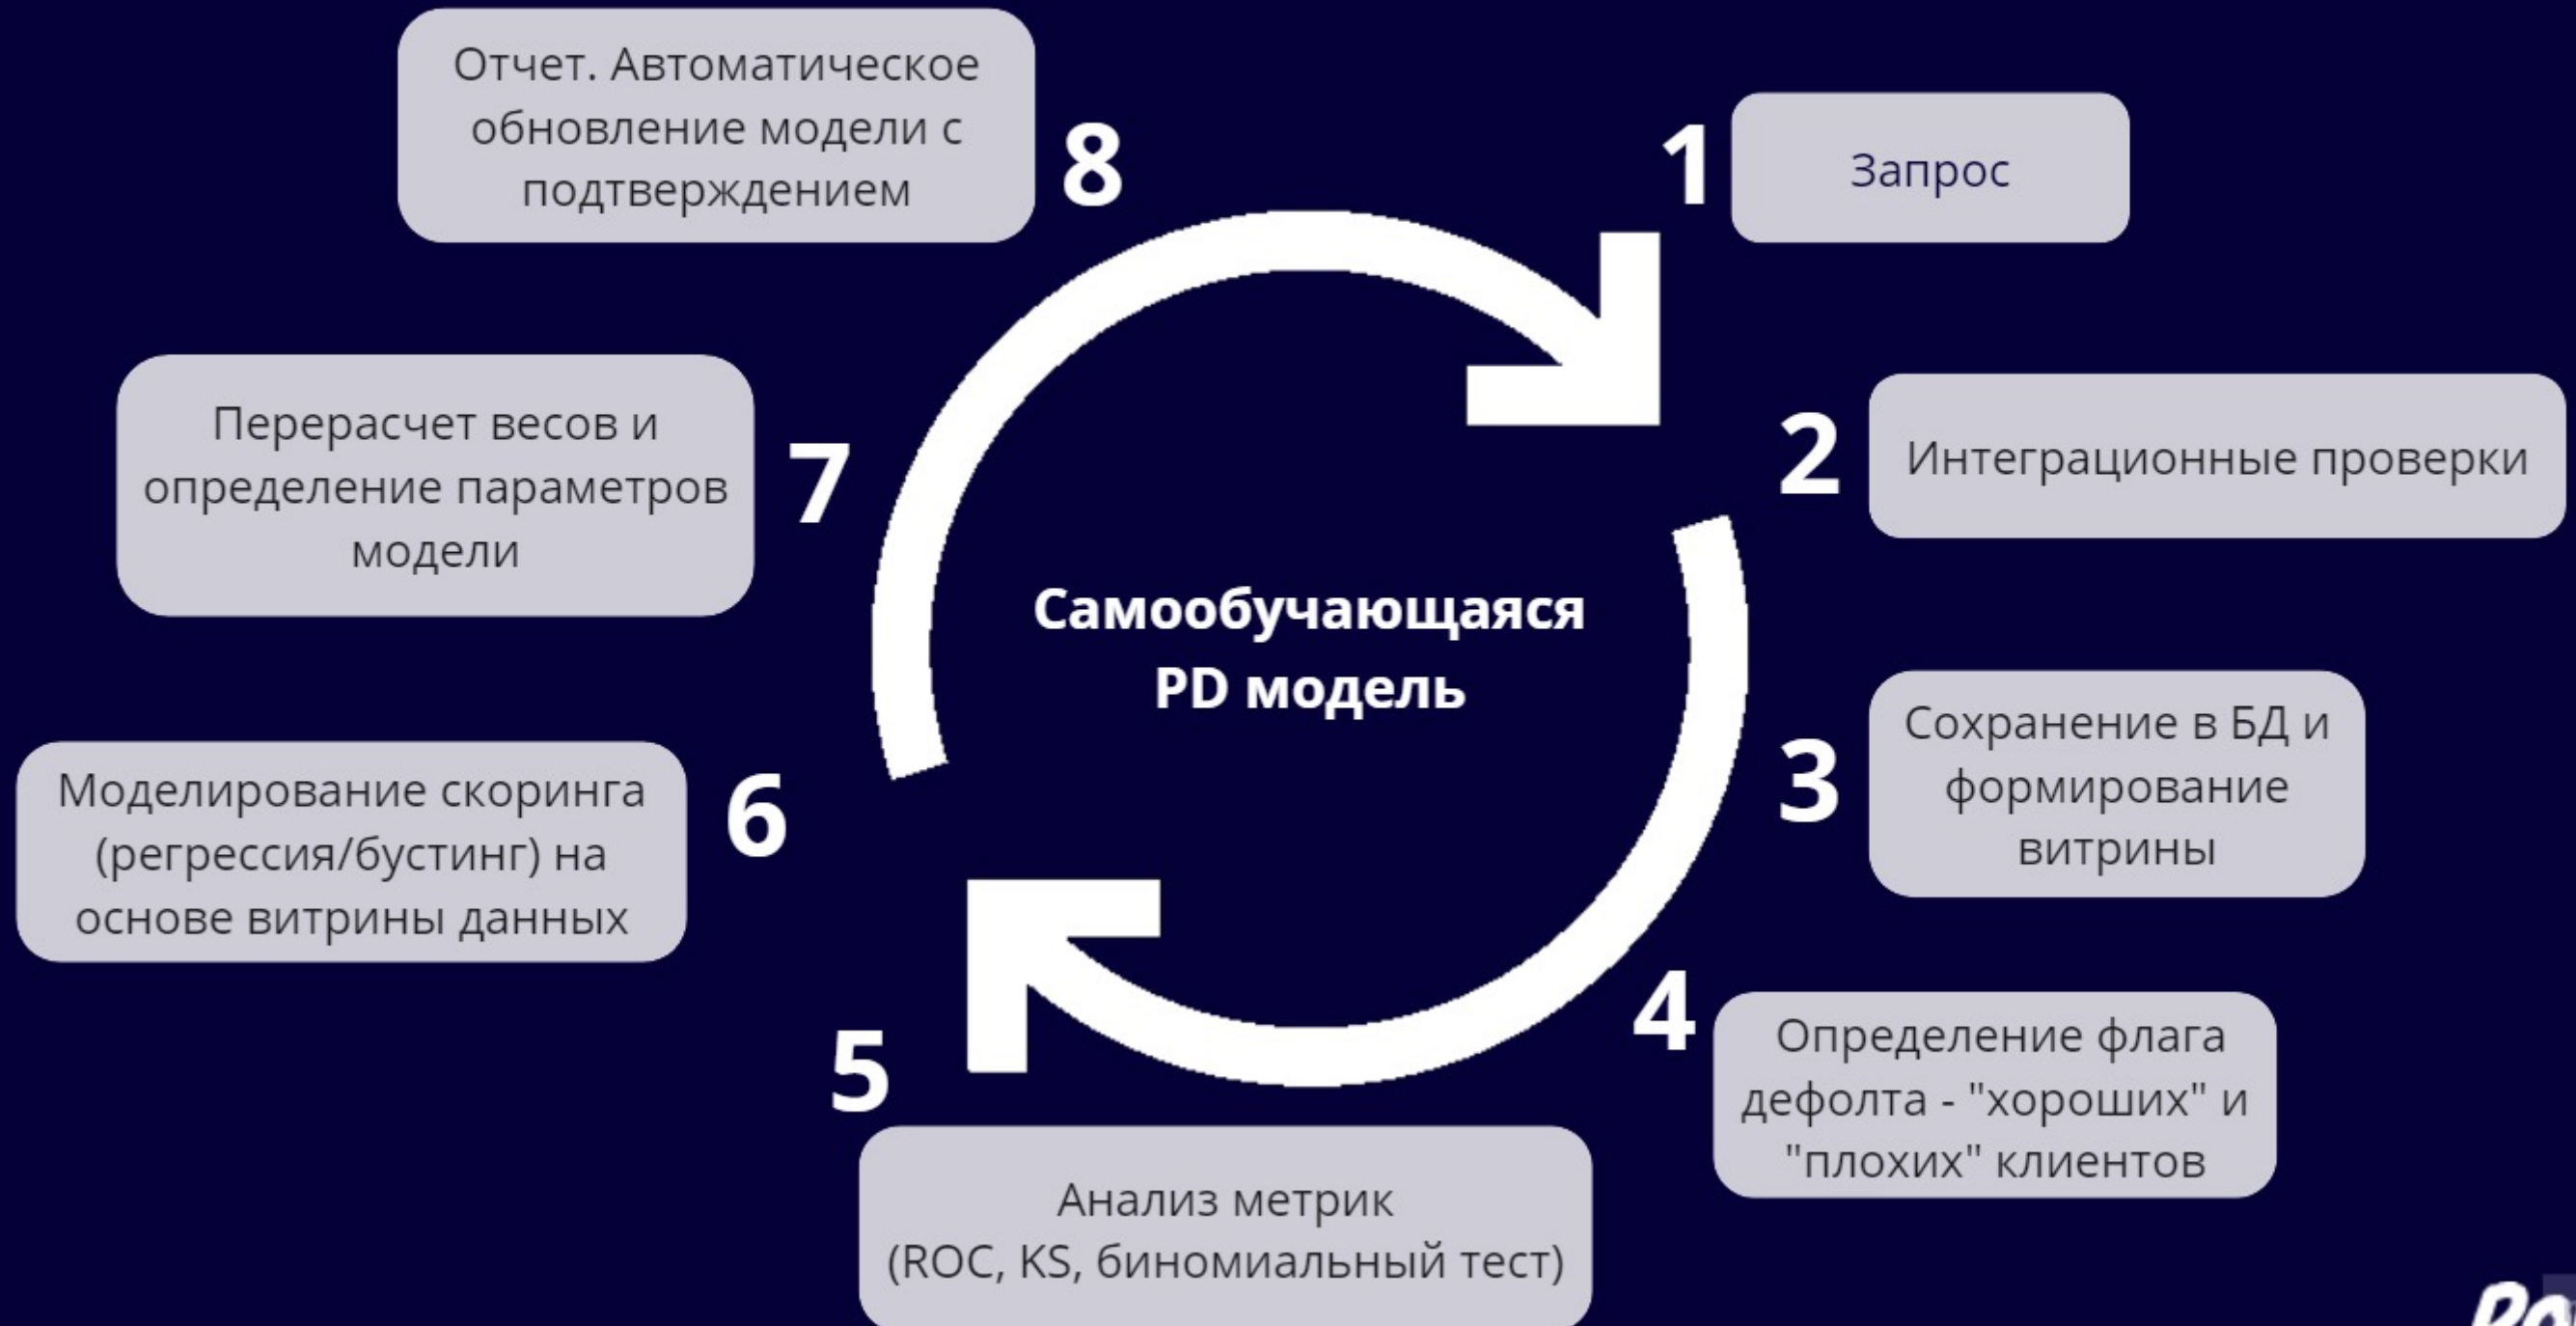 1
Запрос
2
Интеграционные проверки
3
Сохранение в БД и
формирование
витрины
4
Определение флага
дефолта - "хороших" и
"плохих" клиентов
5
Анализ метрик
(ROC, KS, биномиальный тест)
6
Моделирование скоринга
(регрессия/бустинг) на
основе витрины данных
7
Перерасчет весов и
определение параметров
модели
8
Отчет. Автоматическое
обновление модели с
подтверждением
Самообучающаяся
PD модель